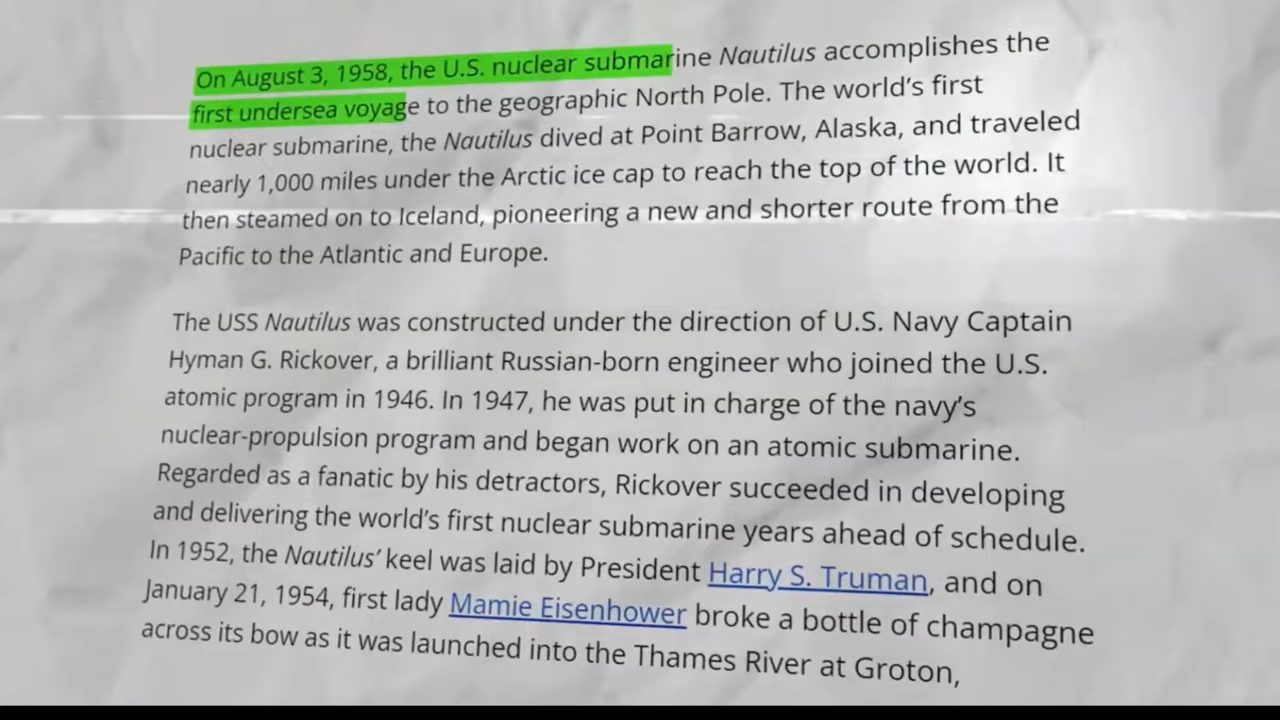 On August 3, 1958, the U.S. nuclear submarine Nautilus accomplishes the
first undersea voyage to the geographic North Pole. The world’s first
nuclear submarine, the Nautilus dived at Point Barrow, Alaska, and traveled
nearly 1,000 miles under the Arctic ice cap to reach the top of the world. It
then steamed on to Iceland, pioneering a new and shorter route from the
Pacific to the Atlantic and Europe.
The USS Nautilus was constructed under the direction of U.S. Navy Captain
Hyman G. Rickover, a brilliant Russian-born engineer who joined the U.S.
atomic program in 1946. In 1947, he was put in charge of the navy’s
nuclear-propulsion program and began work on an atomic submarine.
Regarded as a fanatic by his detractors, Rickover succeeded in developing
and delivering the world’s first nuclear submarine years ahead of schedule.
In 1952, the Nautilus’ keel was laid by President Harry S. Truman, and on
January 21, 1954, first lady Mamie Eisenhower broke a bottle of champagne
across its bow as it was launched into the Thames River at Groton,